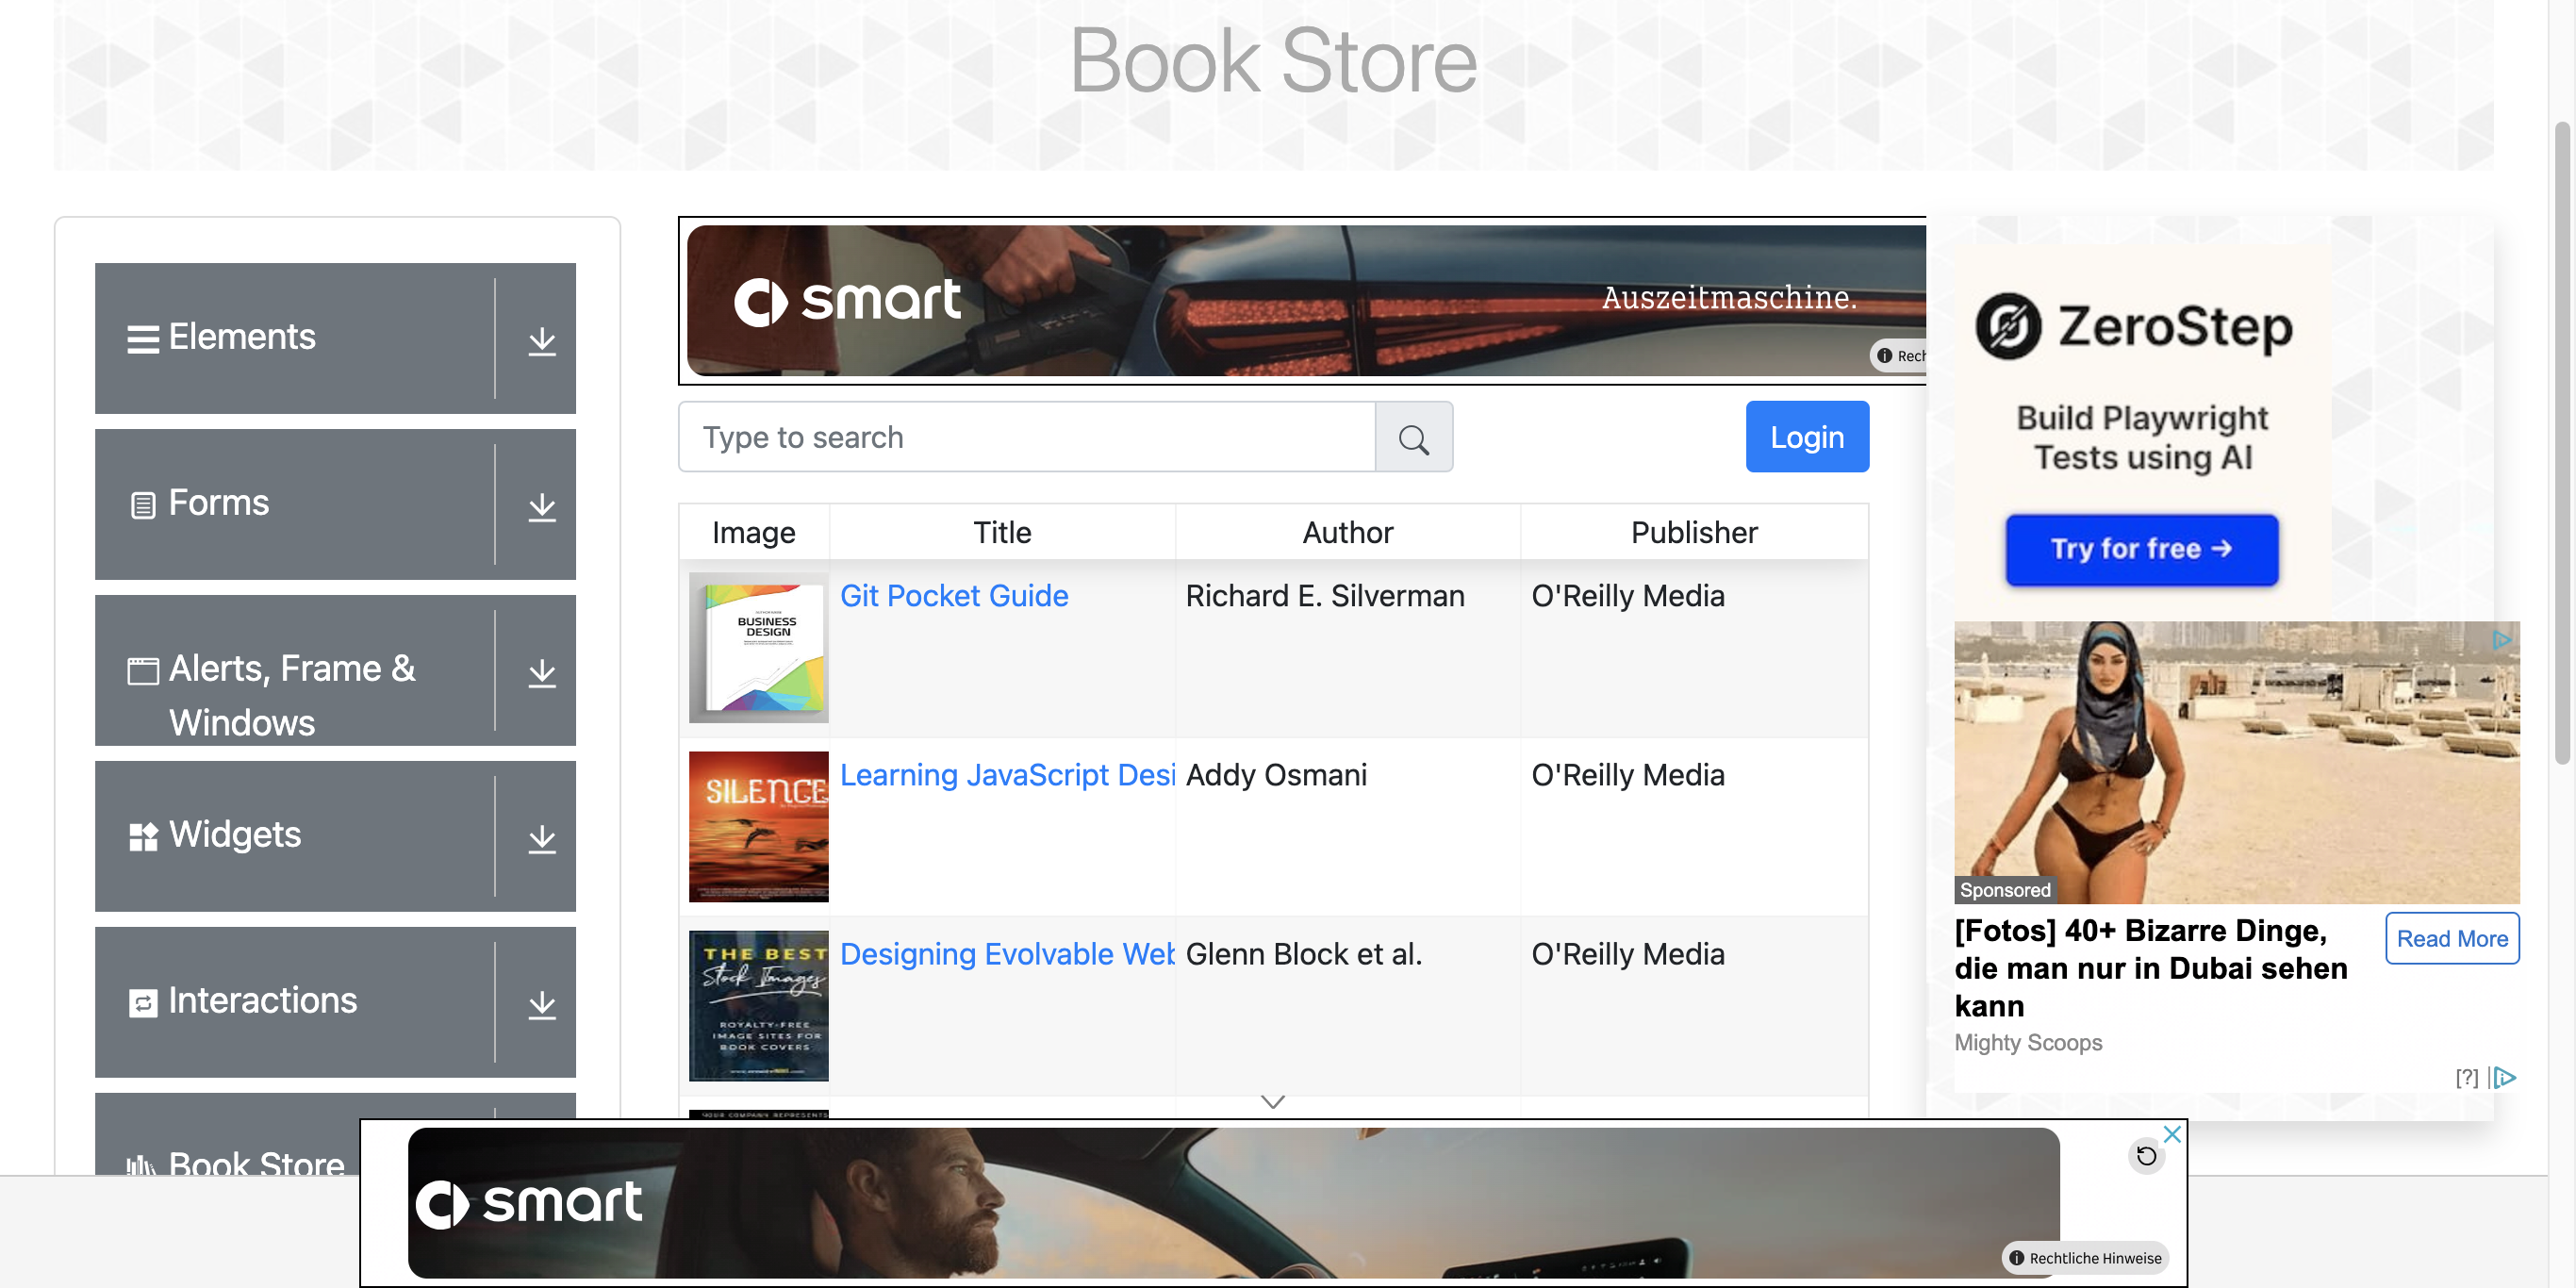 Book Store
Elements
Forms
Alerts, Frame &
Windows
Widgets
Interactions
Book Store
smart
Auszeitmaschine.
Rech
Type to search
Login
Image Title Author Publisher
BUSINESS
DESIGN
Git Pocket Guide Richard E. Silverman O'Reilly Media
SILENCE
Learning JavaScript Desi Addy Osmani O'Reilly Media
THE BEST
Stock Images
ROYALTY-FREE
IMAGE SITES FOR
BOOK COVERS
Designing Evolvable Web Glenn Block et al. O'Reilly Media
YOUR COMPANY REPRESENTS
ZeroStep
Build Playwright
Tests using AI
Try for free →
Sponsored
[Fotos] 40+ Bizarre Dinge,
die man nur in Dubai sehen
kann
Read More
Mighty Scoops
[?]
smart
Rechtliche Hinweise